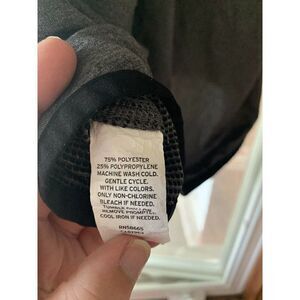 75% POLYESTER
25% POLYPROPYLENE
MACHINE WASH COLD.
GENTLE CYCLE.
WITH LIKE COLORS.
ONLY NON-CHLORINE
BLEACH IF NEEDED.
TUMBLE
REMOVE
COOL IRON IF NEEDED.
RN58665